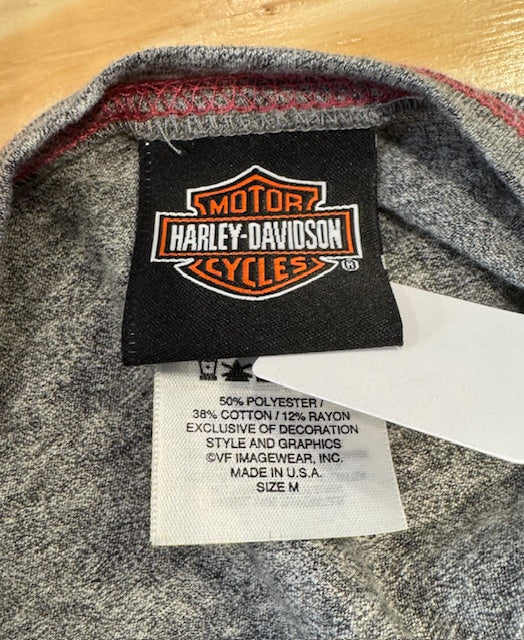 MOTOR
HARLEY-DAVIDSON
CYCLES
®
50% POLYESTER /
38% COTTON / 12% RAYON
EXCLUSIVE OF DECORATION
STYLE AND GRAPHICS
©VF IMAGEWEAR, INC.
MADE IN U.S.A.
SIZE M